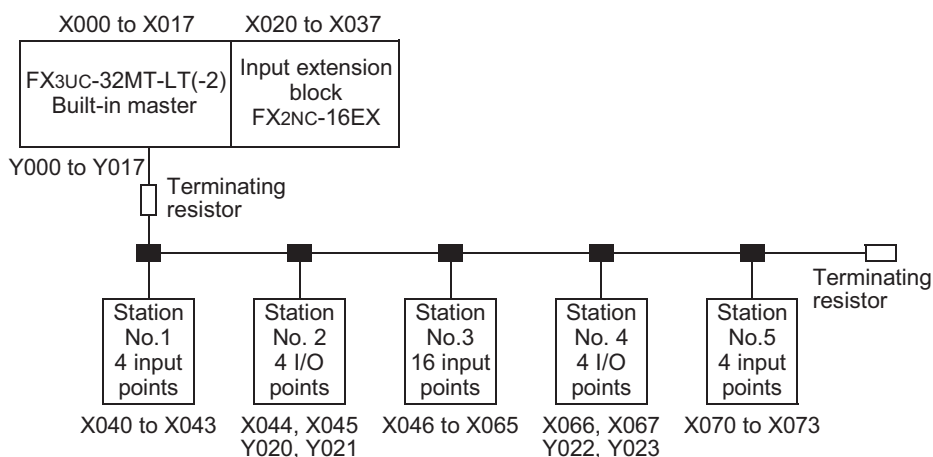 X000 to X017
X020 to X037
FX3UC-32MT-LT(-2)
Built-in master
Input extension
block
FX2NC-16EX
Y000 to Y017
Terminating
resistor
Terminating
resistor
Station
No.1
4 input
points
Station
No. 2
4 I/O
points
Station
No.3
16 input
points
Station
No. 4
4 I/O
points
Station
No.5
4 input
points
X040 to X043
X044, X045
Y020, Y021
X046 to X065
X066, X067
Y022, Y023
X070 to X073